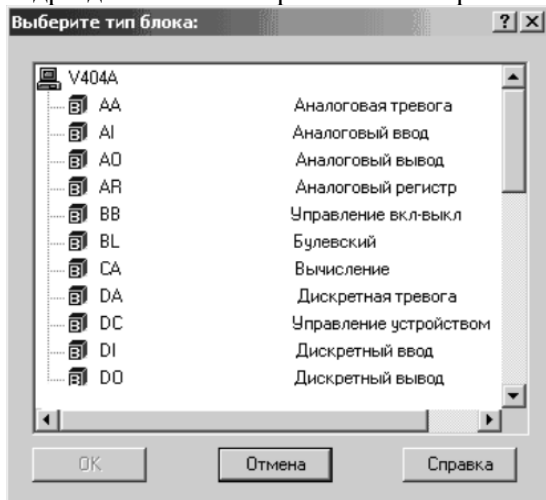 Выберите тип блока:
V404A
AA Аналоговая тревога
AI Аналоговый ввод
AO Аналоговый вывод
AR Аналоговый регистр
BB Управление вкл-выкл
BL Булевский
CA Вычисление
DA Дискретная тревога
DC Управление устройством
DI Дискретный ввод
DO Дискретный вывод
OK Отмена Справка